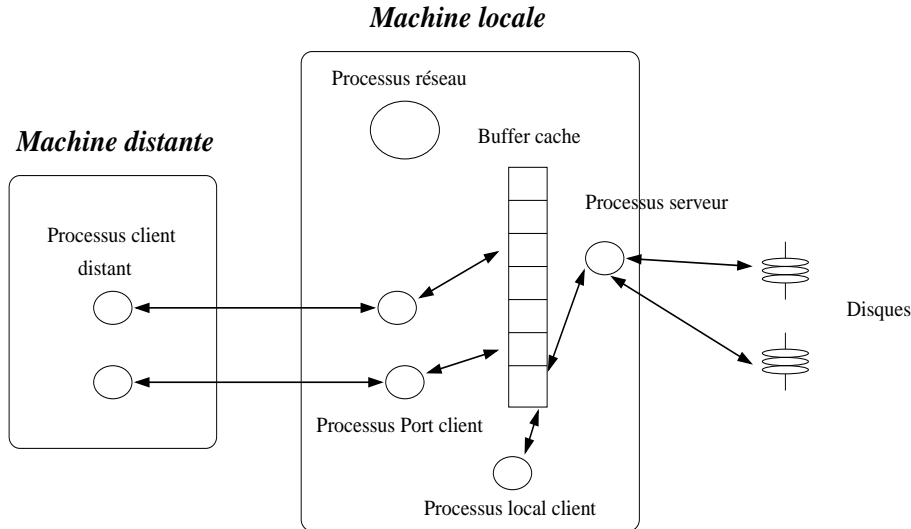 Machine locale
Processus réseau
Machine distante
Buffer cache
Processus client
distant
Processus serveur
Disques
Processus Port client
Processus local client